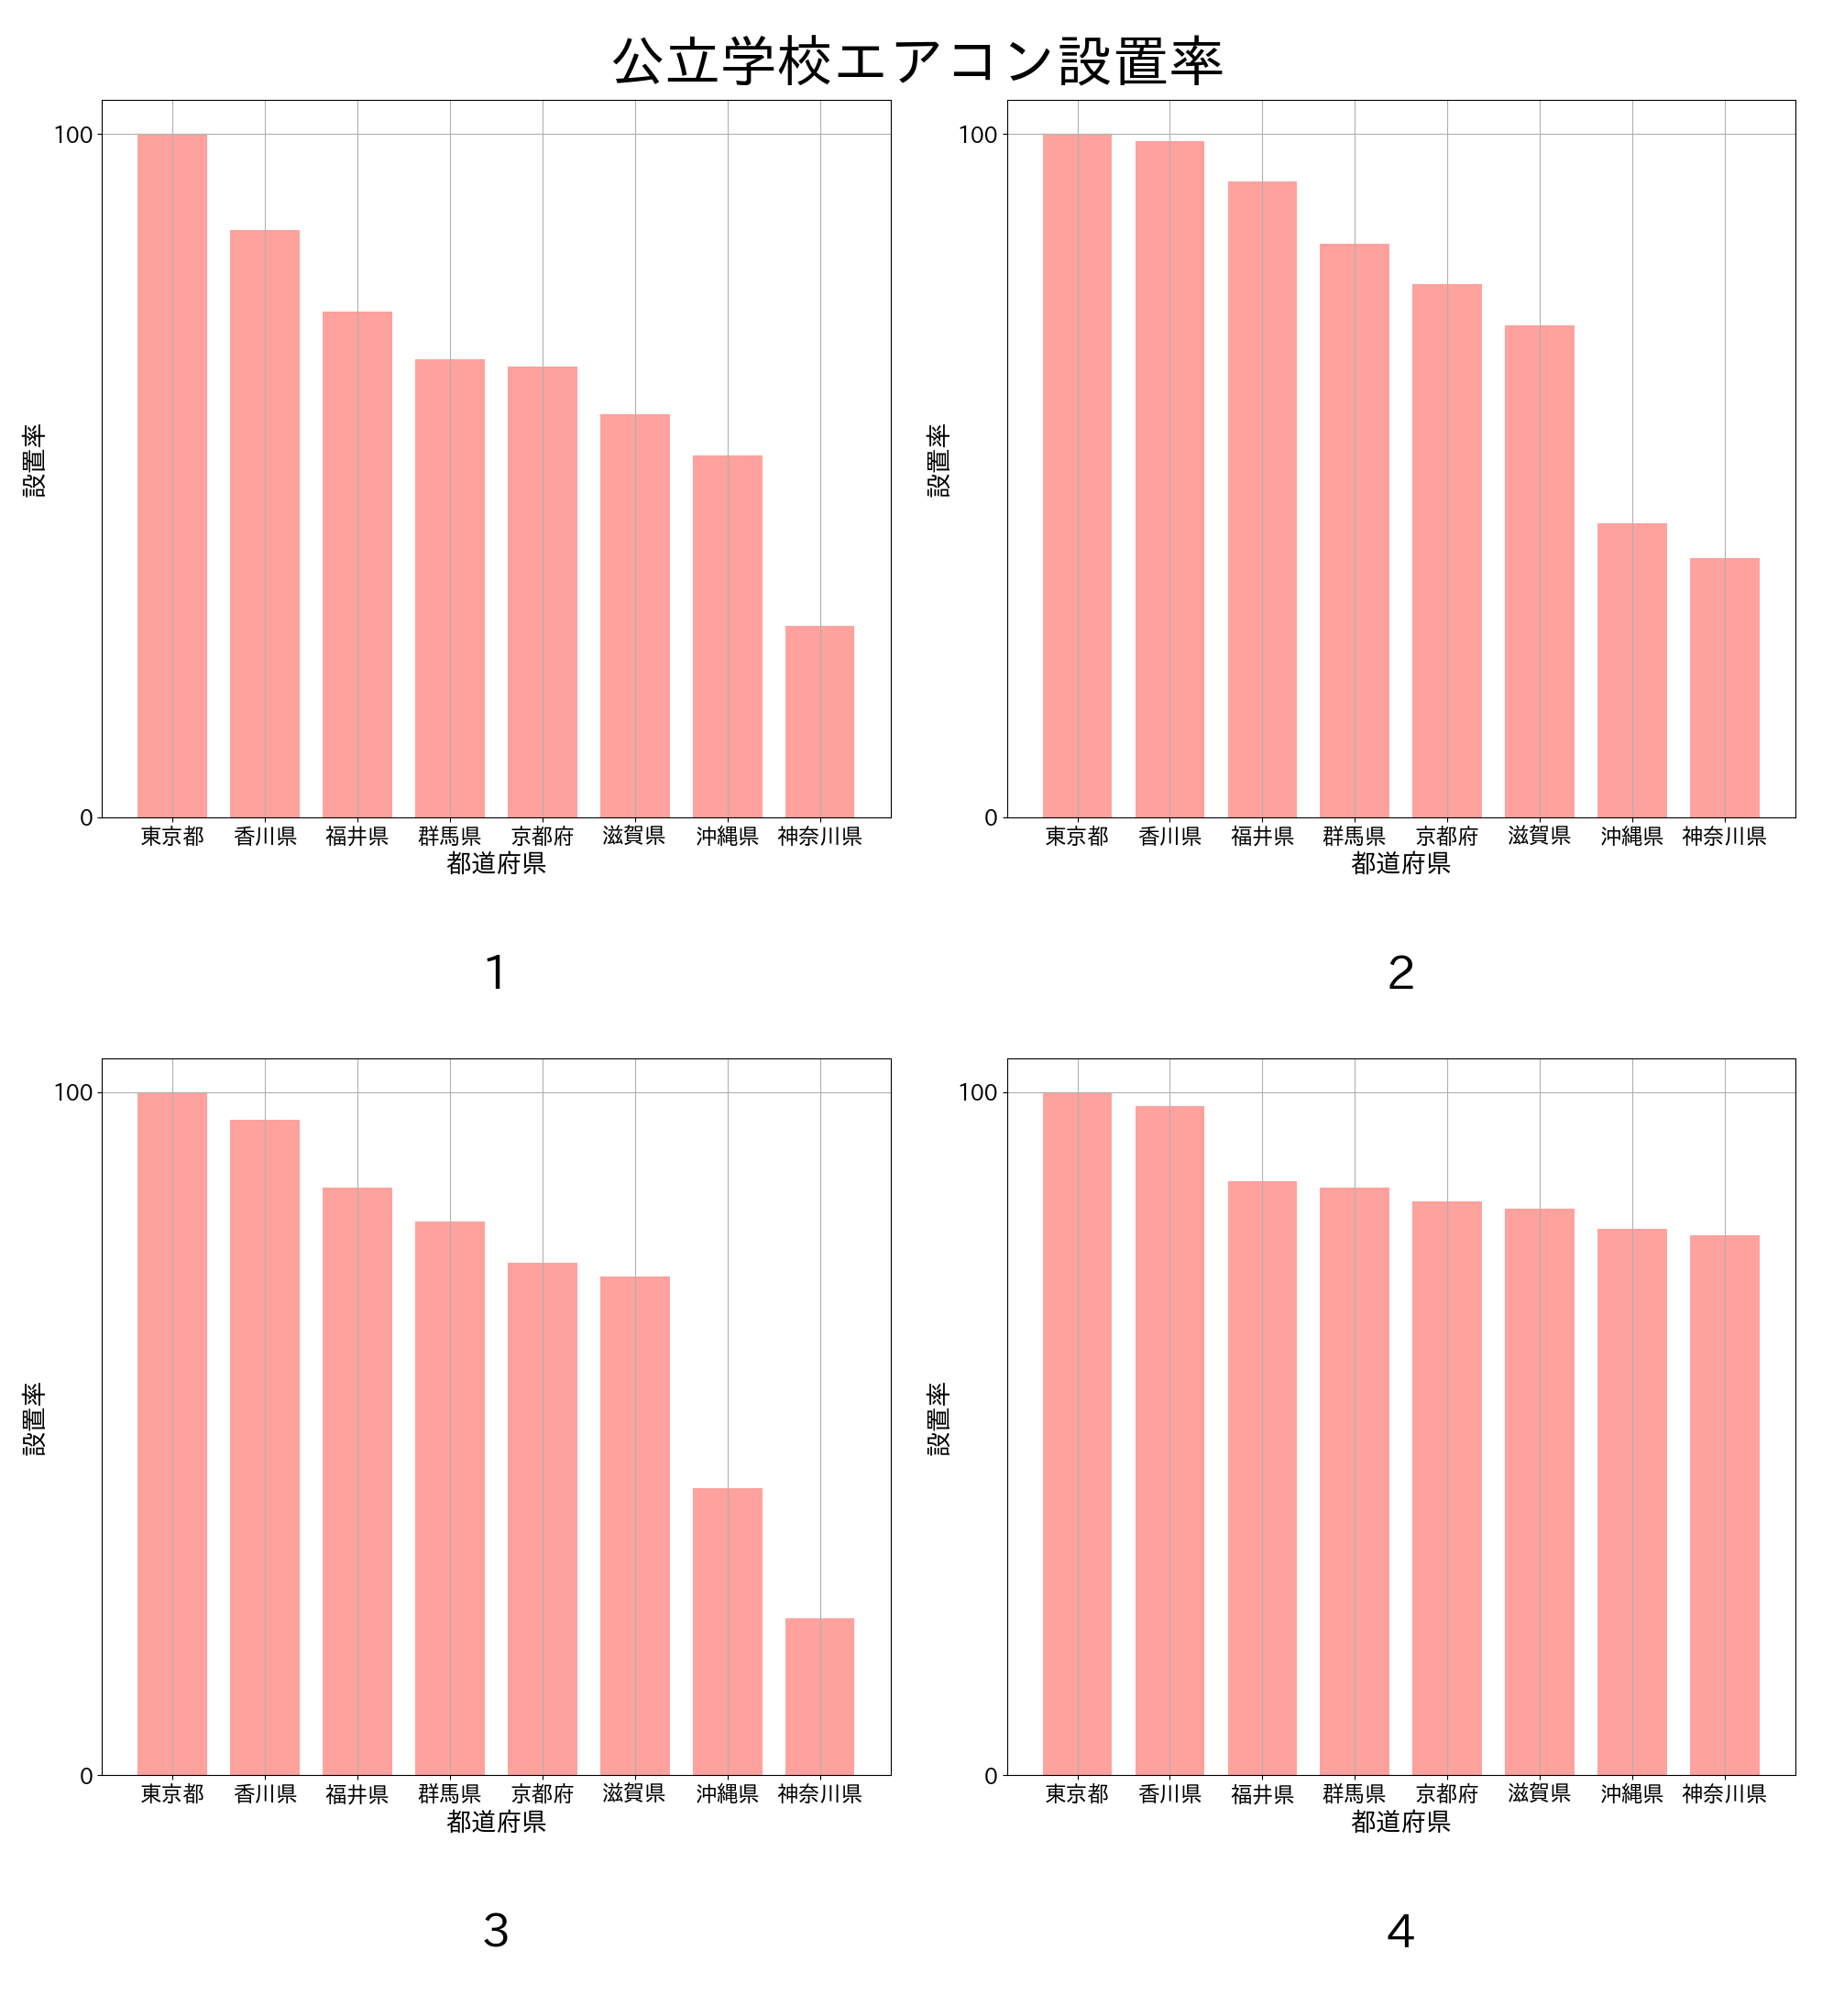 公立学校エアコン設置率
100
0
設置率
東京都 香川県 福井県 群馬県 京都府 滋賀県 沖縄県 神奈川県
都道府県
1
100
0
設置率
東京都 香川県 福井県 群馬県 京都府 滋賀県 沖縄県 神奈川県
都道府県
2
100
0
設置率
東京都 香川県 福井県 群馬県 京都府 滋賀県 沖縄県 神奈川県
都道府県
3
100
0
設置率
東京都 香川県 福井県 群馬県 京都府 滋賀県 沖縄県 神奈川県
都道府県
4